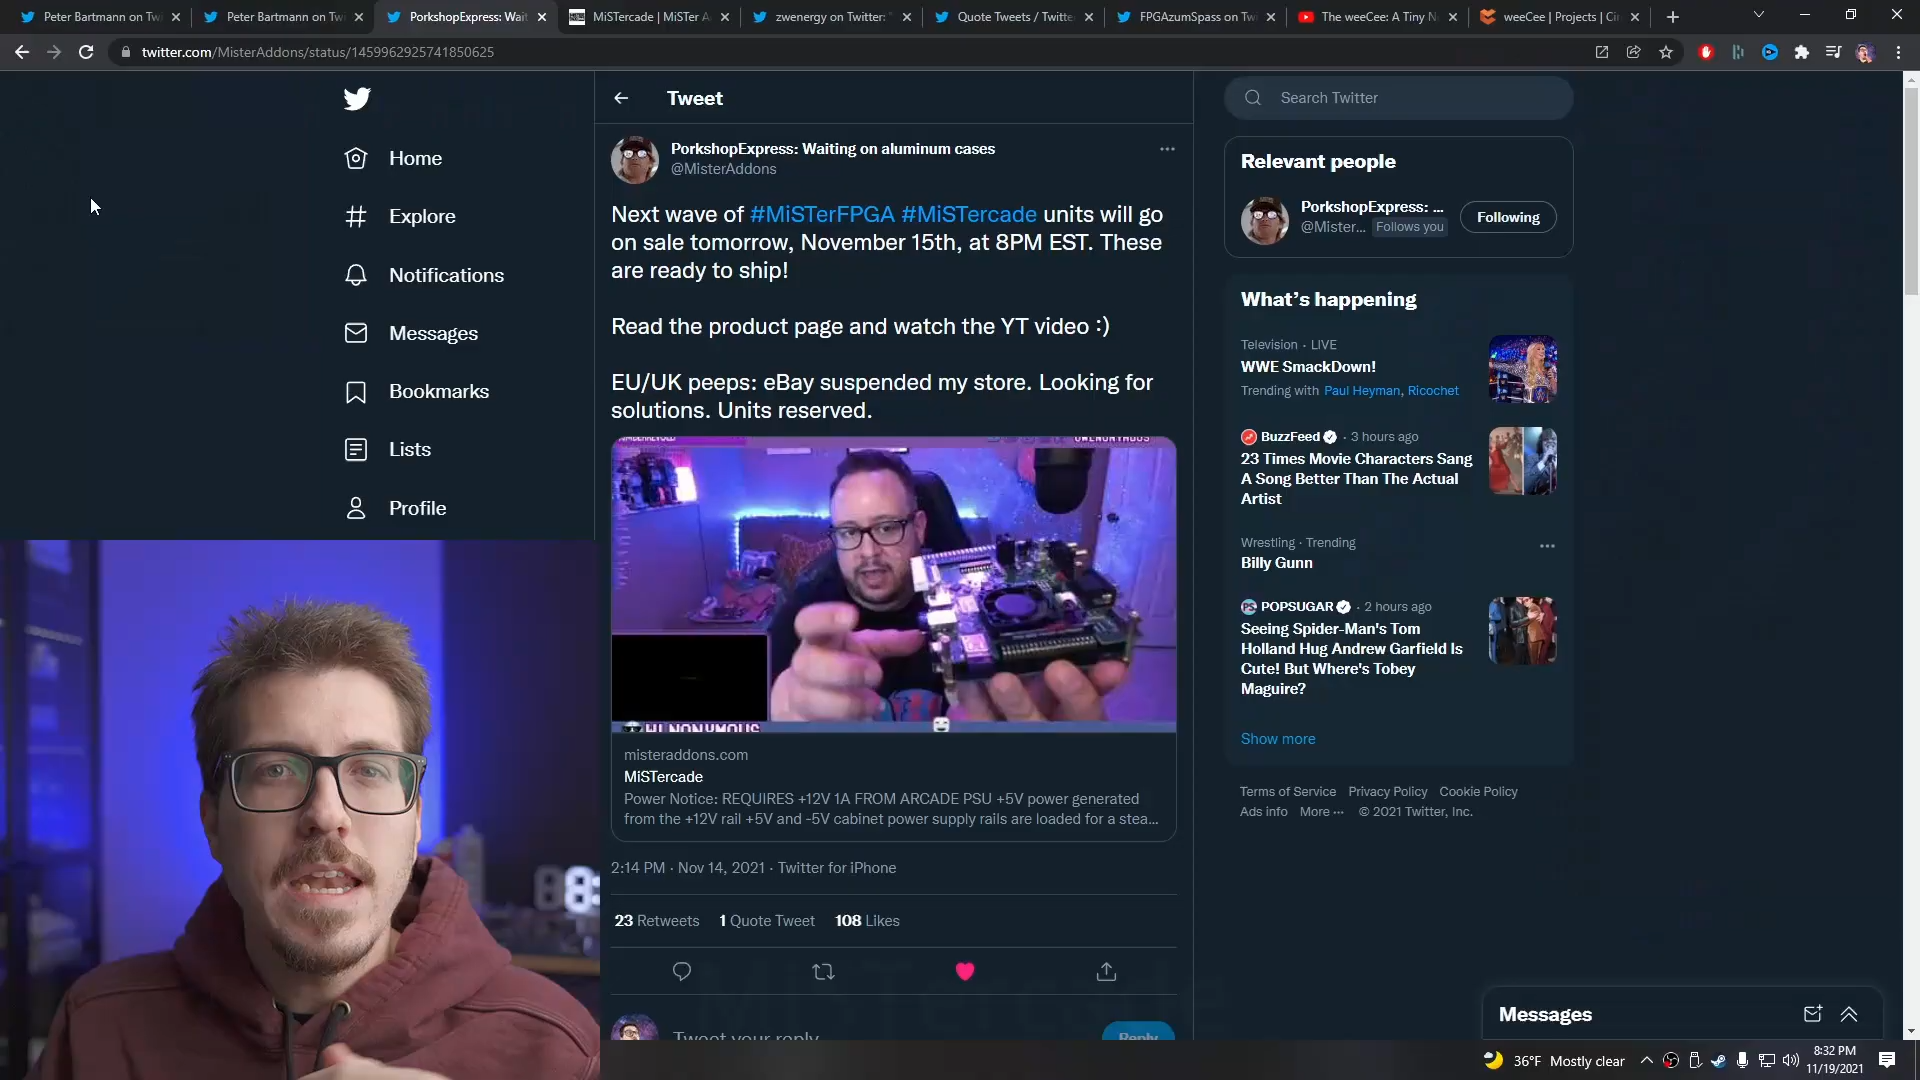 Peter Bartmann on Tw
Peter Bartmann on Tw
PorkshopExpress: Wait
MiSTercade | MiSTer A
zwenergy on Twitter: "
Quote Tweets / Twitte
FPGAzumSpass on Twi
The weeCee: A Tiny N
weeCee | Projects | Ci
twitter.com/MisterAddons/status/1459962925741850625
Home
Explore
Notifications
Messages
Bookmarks
Lists
Profile
Tweet
PorkshopExpress: Waiting on aluminum cases
@MisterAddons
Next wave of #MiSTerFPGA #MiSTercade units will go
on sale tomorrow, November 15th, at 8PM EST. These
are ready to ship!
Read the product page and watch the YT video :)
EU/UK peeps: eBay suspended my store. Looking for
solutions. Units reserved.
misteraddons.com
MiSTercade
Power Notice: REQUIRES +12V 1A FROM ARCADE PSU +5V power generated
from the +12V rail +5V and -5V cabinet power supply rails are loaded for a stea...
2:14 PM · Nov 14, 2021 · Twitter for iPhone
23 Retweets 1 Quote Tweet 108 Likes
Tweet your reply
Reply
Search Twitter
Relevant people
PorkshopExpress: ...
@Mister... Follows you
Following
What's happening
Television · LIVE
WWE SmackDown!
Trending with Paul Heyman, Ricochet
BuzzFeed · 3 hours ago
23 Times Movie Characters Sang
A Song Better Than The Actual
Artist
Wrestling · Trending
Billy Gunn
POPSUGAR · 2 hours ago
Seeing Spider-Man's Tom
Holland Hug Andrew Garfield Is
Cute! But Where's Tobey
Maguire?
Show more
Terms of Service Privacy Policy Cookie Policy
Ads info More ··· © 2021 Twitter, Inc.
Messages
36°F Mostly clear
8:32 PM
11/19/2021